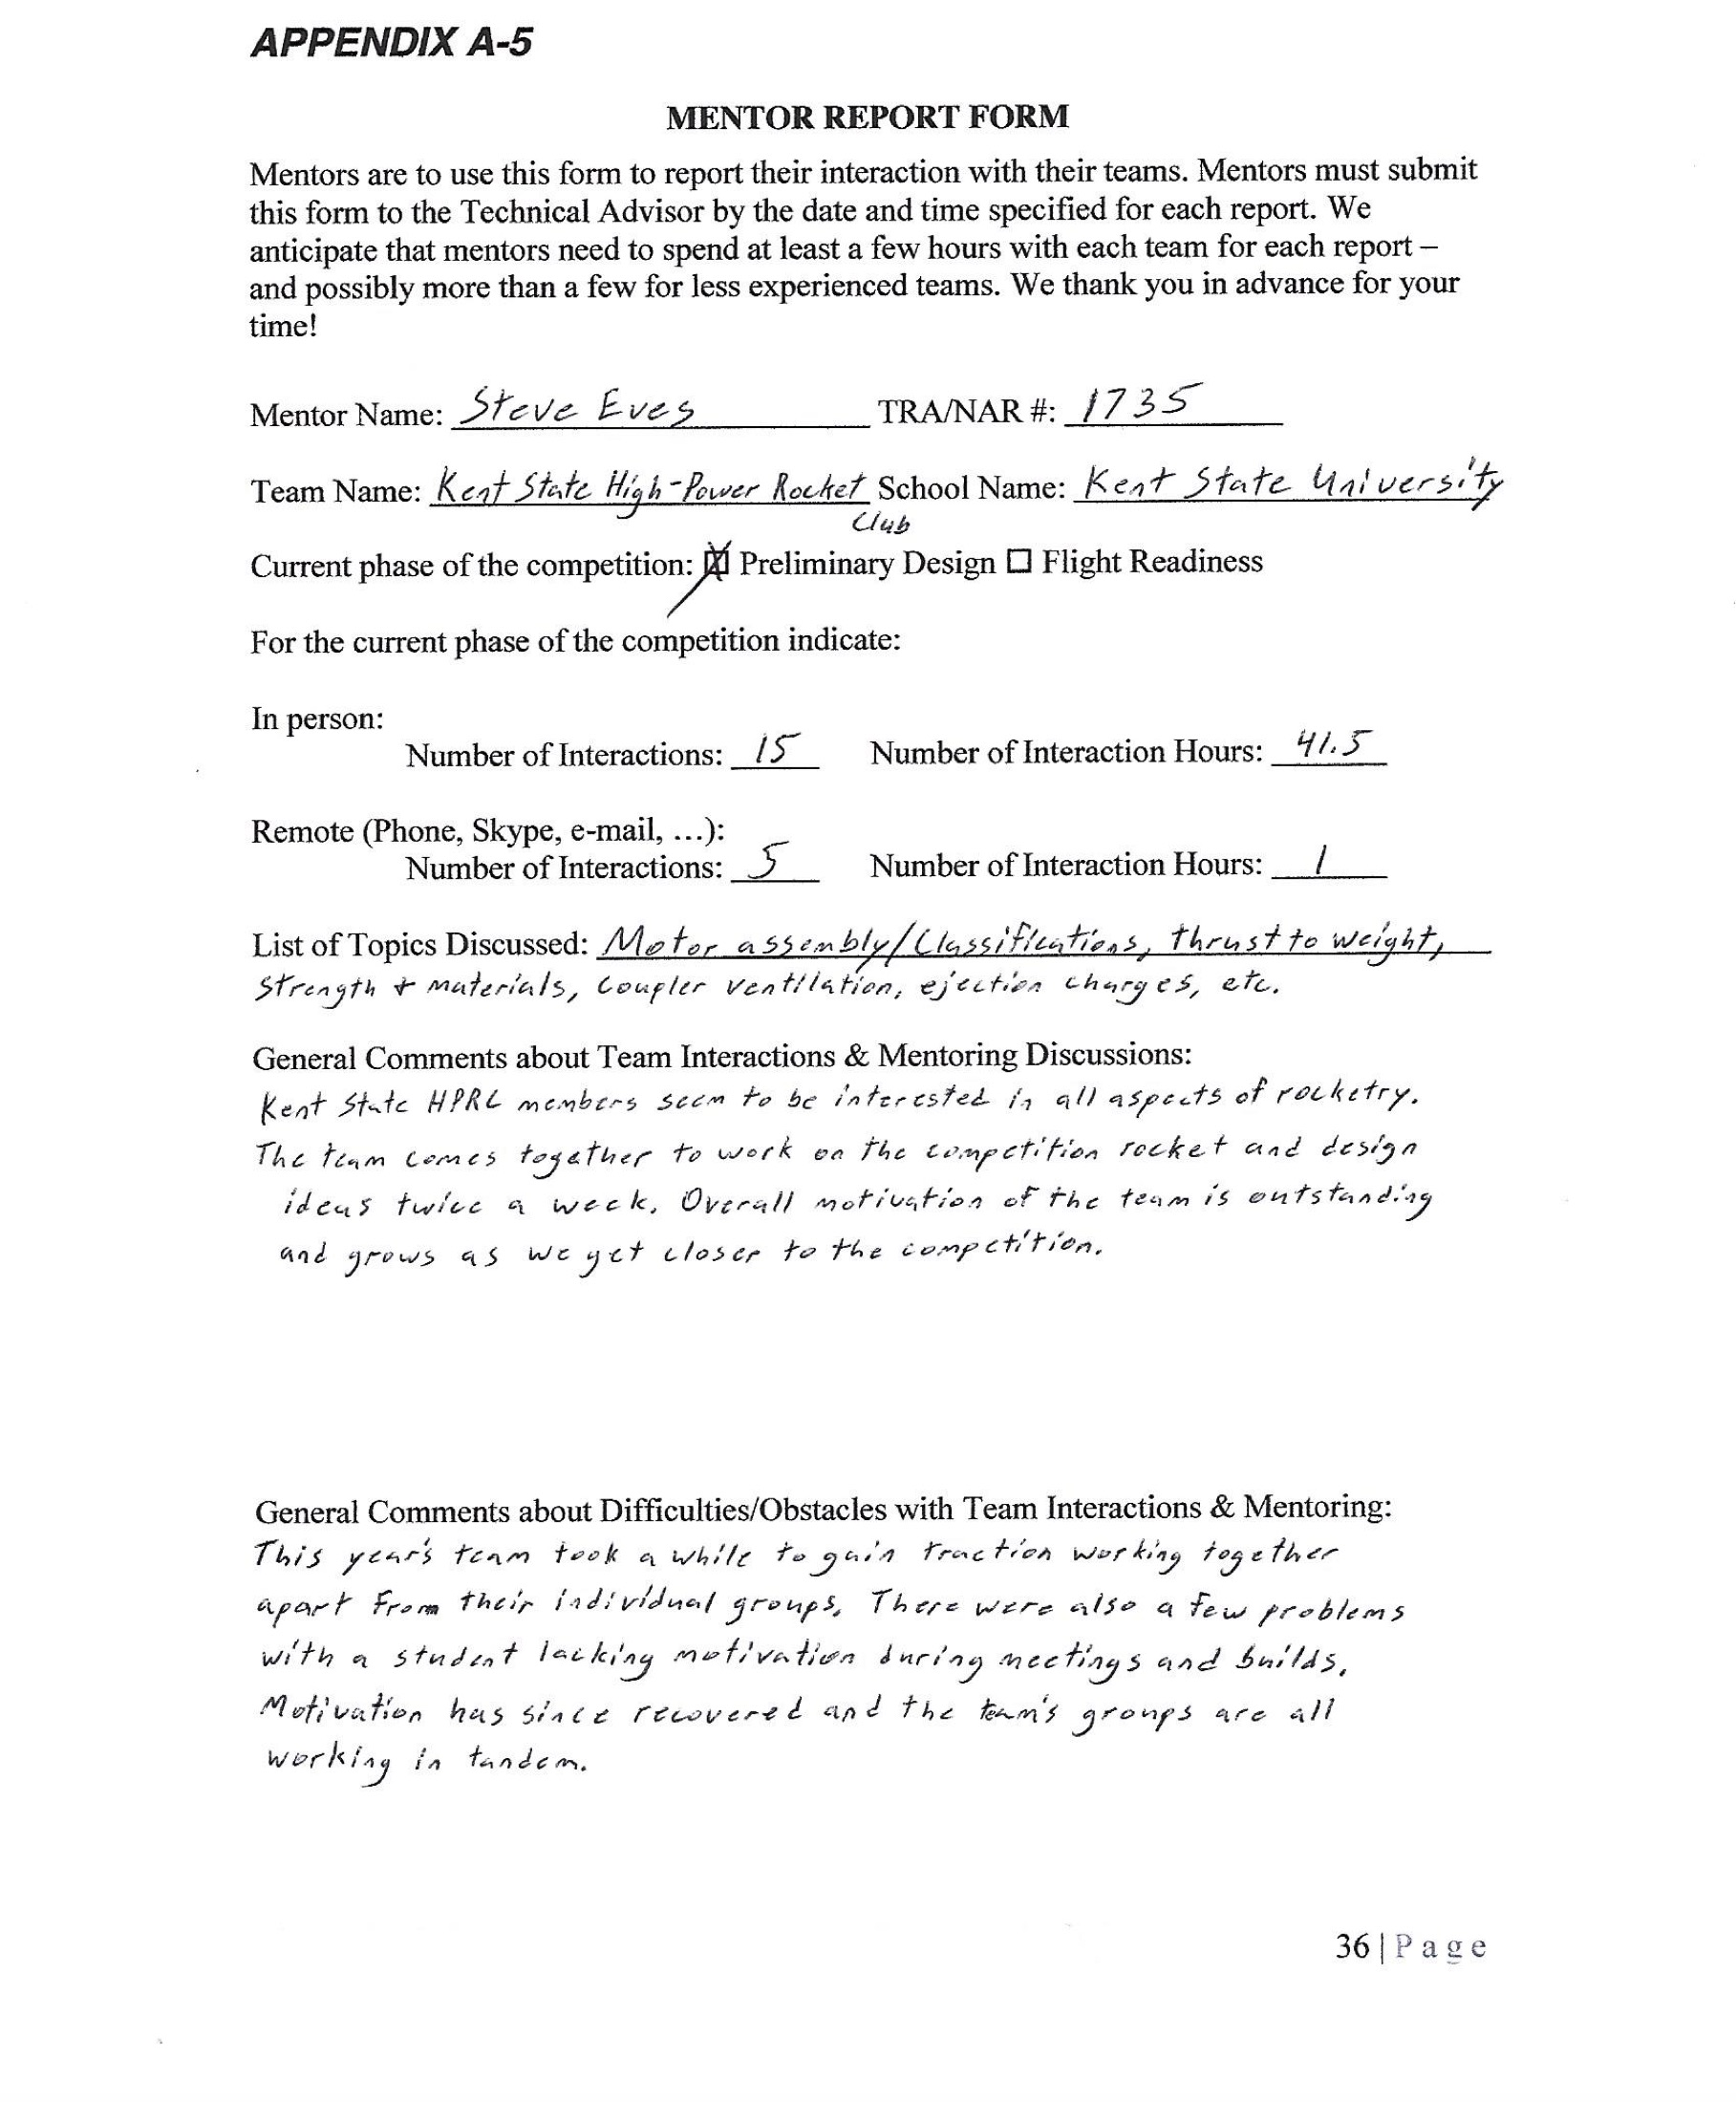 APPENDIX A-5
MENTOR REPORT FORM
Mentors are to use this form to report their interaction with their teams. Mentors must submit
this form to the Technical Advisor by the date and time specified for each report. We
anticipate that mentors need to spend at least a few hours with each team for each report –
and possibly more than a few for less experienced teams. We thank you in advance for your
time!
Mentor Name: Steve Eves TRA/NAR #: 1735
Team Name: Kent State High-Power Rocket School Name: Kent State University
Club
Current phase of the competition: ☒ Preliminary Design ☐ Flight Readiness
For the current phase of the competition indicate:
In person:
Number of Interactions: 15 Number of Interaction Hours: 41.5
Remote (Phone, Skype, e-mail, …):
Number of Interactions: 5 Number of Interaction Hours: 1
List of Topics Discussed: Motor assembly/Classifications, thrust to weight,
Strength + materials, Coupler ventilation, ejection charges, etc.
General Comments about Team Interactions & Mentoring Discussions:
Kent State HPRC members seem to be interested in all aspects of rocketry.
The team comes together to work on the competition rocket and design
ideas twice a week. Overall motivation of the team is outstanding
and grows as we get closer to the competition.
General Comments about Difficulties/Obstacles with Team Interactions & Mentoring:
This year's team took a while to gain traction working together
apart from their individual groups. There were also a few problems
with a student lacking motivation during meetings and builds.
Motivation has since recovered and the team's groups are all
working in tandem.
36 | Page